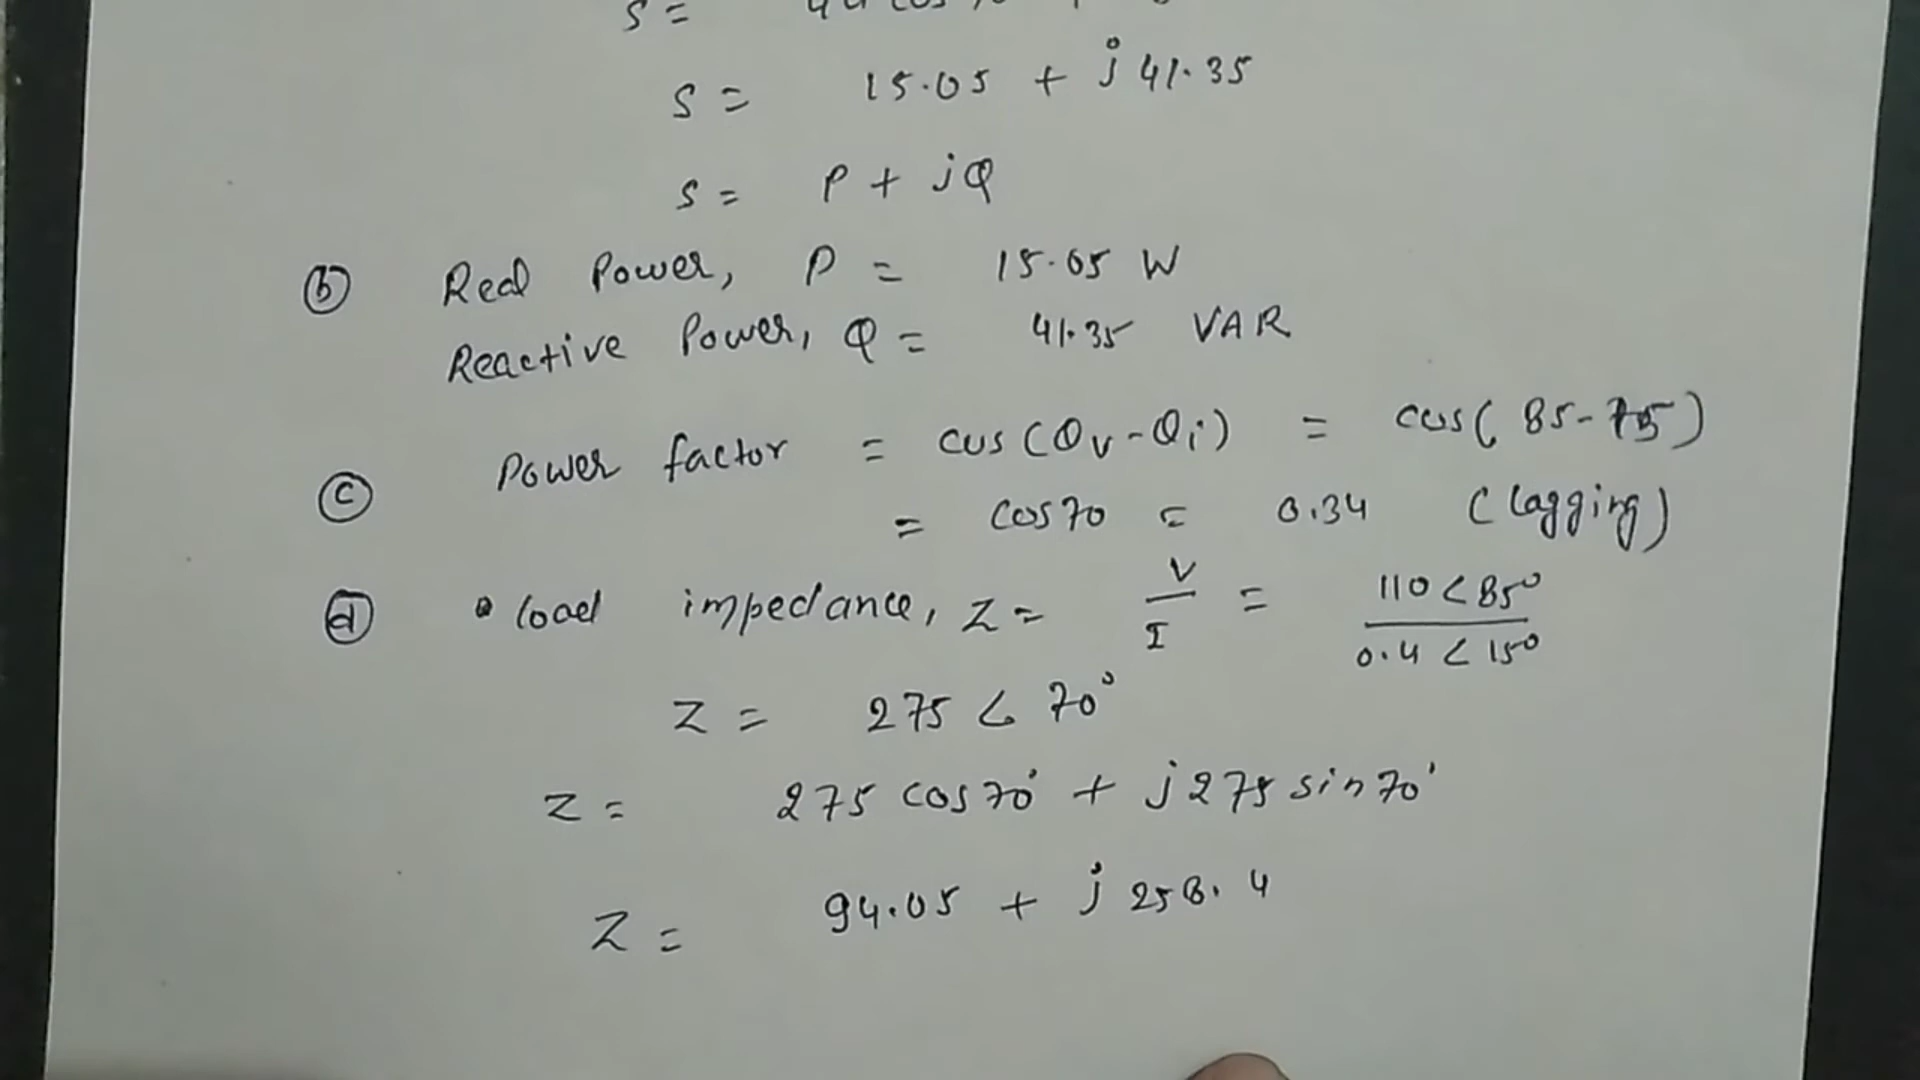 S =
S = 15.05 + j 41.35
S = P + jQ
(b) Real Power, P = 15.05 W
Reactive Power, Q = 41.35 VAR
(c) Power factor = cos (θv - θi) = cos( 85-15)
= cos 70 = 0.34 ( lagging)
(d) load impedance, Z = V/I = 110 < 85° / 0.4 < 15°
Z = 275 < 70°
Z = 275 cos 70° + j 275 sin 70°
Z = 94.05 + j 258.4